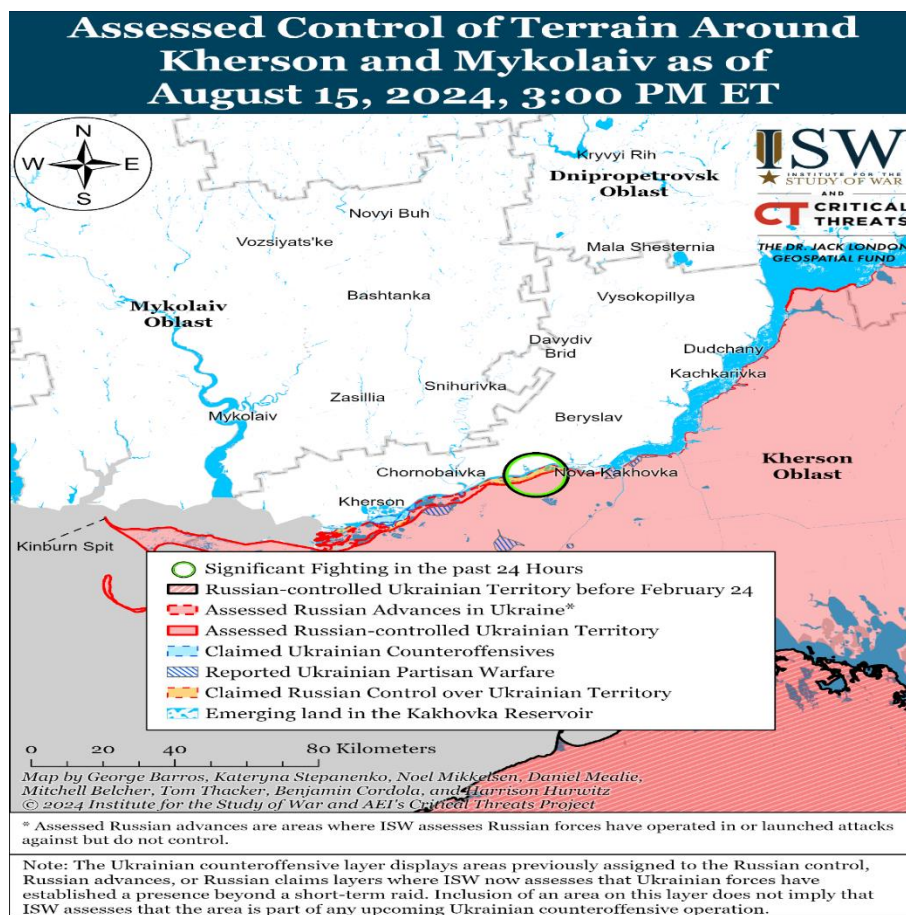 Assessed Control of Terrain Around
Kherson and Mykolaiv as of
August 15, 2024, 3:00 PM ET
N
W E
S
ISW
INSTITUTE FOR THE
STUDY OF WAR
AND
CT CRITICAL
THREATS
THE DR. JACK LONDON
GEOSPATIAL FUND
Kryvyi Rih
Dnipropetrovsk
Oblast
Novyi Buh
Vozsiyats'ke
Mala Shesternia
Bashtanka
Vysokopillya
Mykolaiv
Oblast
Davydiv
Brid
Dudchany
Kachkarivka
Snihurivka
Zasillia
Mykolaiv
Beryslav
Chornobaivka
Nova Kakhovka
Kherson
Oblast
Kherson
Kinburn Spit
Significant Fighting in the past 24 Hours
Russian-controlled Ukrainian Territory before February 24
Assessed Russian Advances in Ukraine*
Assessed Russian-controlled Ukrainian Territory
Claimed Ukrainian Counteroffensives
Reported Ukrainian Partisan Warfare
Claimed Russian Control over Ukrainian Territory
Emerging land in the Kakhovka Reservoir
0 20 40 80 Kilometers
Map by George Barros, Kateryna Stepanenko, Noel Mikkelsen, Daniel Mealie,
Mitchell Belcher, Tom Thacker, Benjamin Cordola, and Harrison Hurwitz
© 2024 Institute for the Study of War and AEI's Critical Threats Project
* Assessed Russian advances are areas where ISW assesses Russian forces have operated in or launched attacks
against but do not control.
Note: The Ukrainian counteroffensive layer displays areas previously assigned to the Russian control,
Russian advances, or Russian claims layers where ISW now assesses that Ukrainian forces have
established a presence beyond a short-term raid. Inclusion of an area on this layer does not imply that
ISW assesses that the area is part of any upcoming Ukrainian counteroffensive operation.